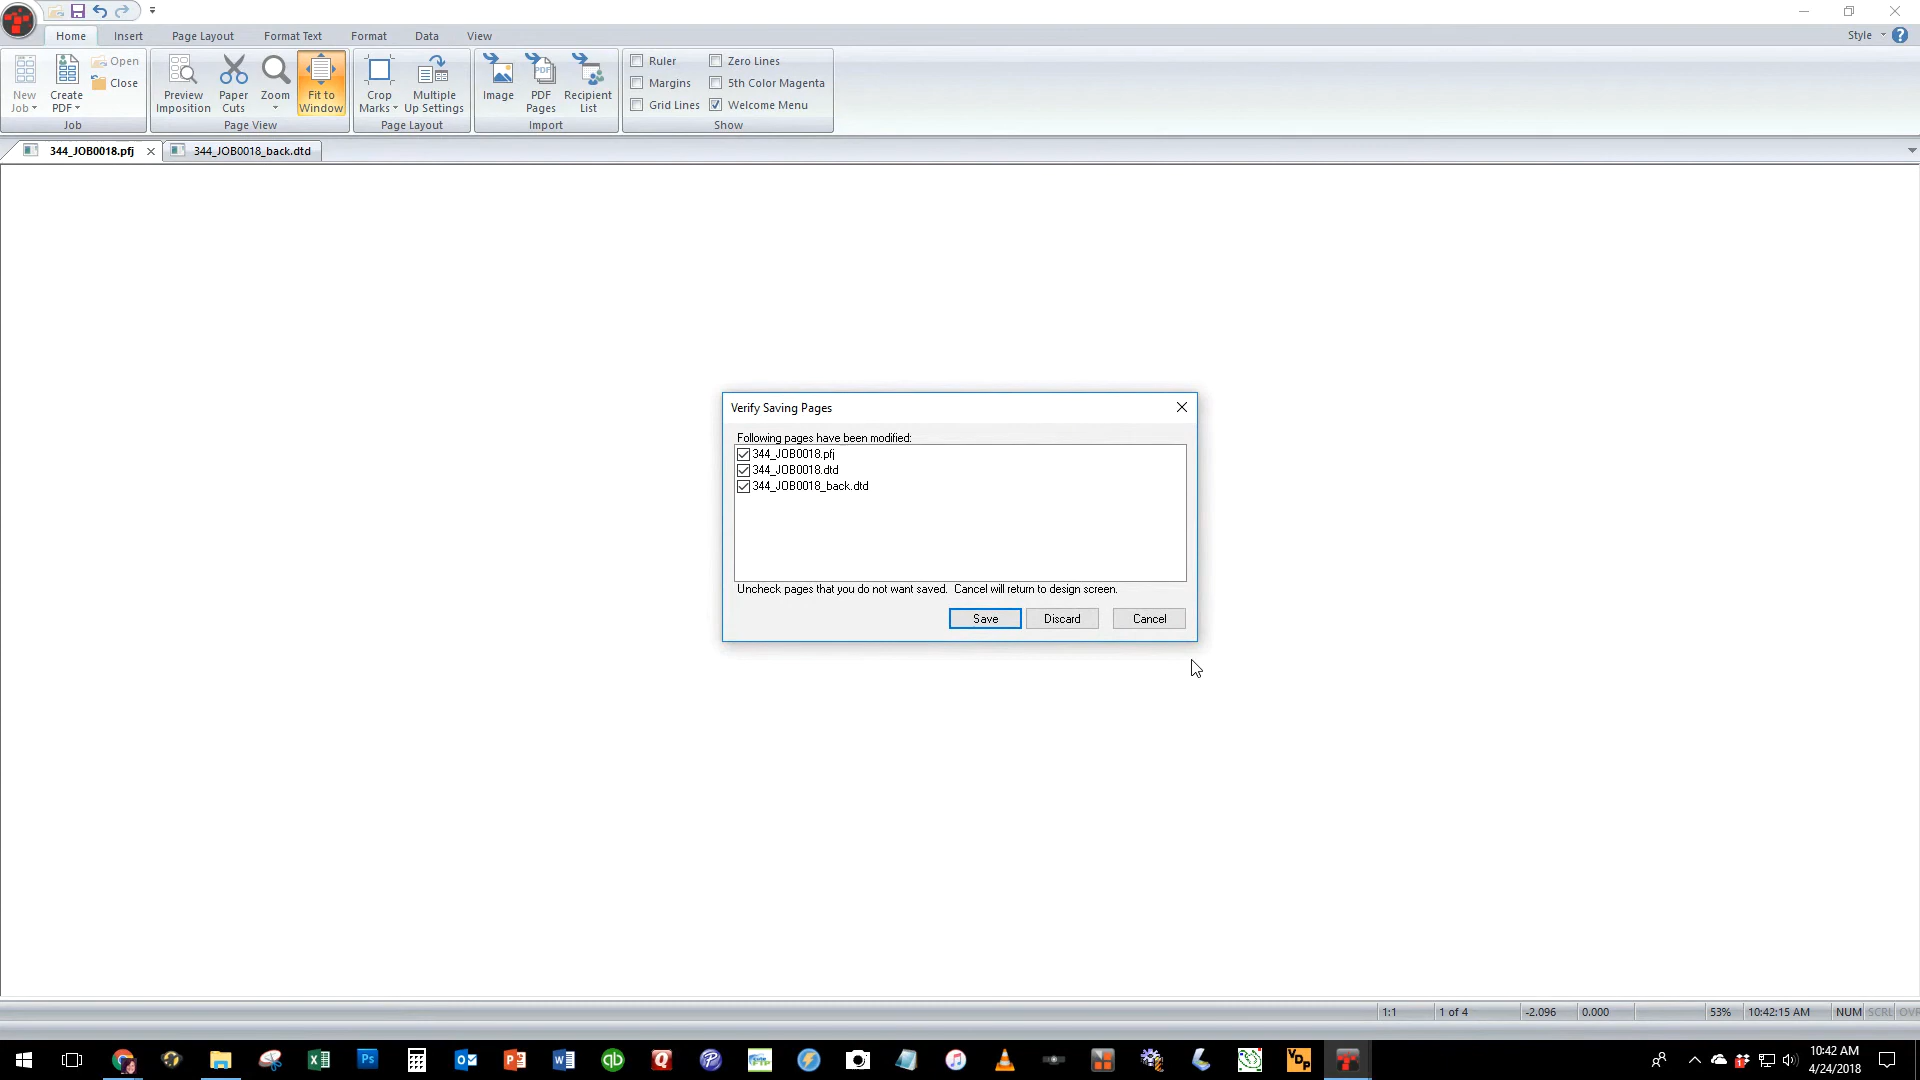 Home Insert Page Layout Format Text Format Data View Style
New Job
Create PDF
Open
Close
Job
Preview Imposition
Paper Cuts
Zoom
Fit to Window
Page View
Crop Marks
Multiple Up Settings
Page Layout
Image
PDF Pages
Recipient List
Import
Ruler Zero Lines
Margins 5th Color Magenta
Grid Lines Welcome Menu
Show
344_JOB0018.pfj 344_JOB0018_back.dtd
Verify Saving Pages
Following pages have been modified:
344_JOB0018.pfj
344_JOB0018.dtd
344_JOB0018_back.dtd
Uncheck pages that you do not want saved. Cancel will return to design screen.
Save Discard Cancel
1:1 1 of 4 -2.096 0.000 53% 10:42:15 AM NUM SCRL OVR
10:42 AM
4/24/2018